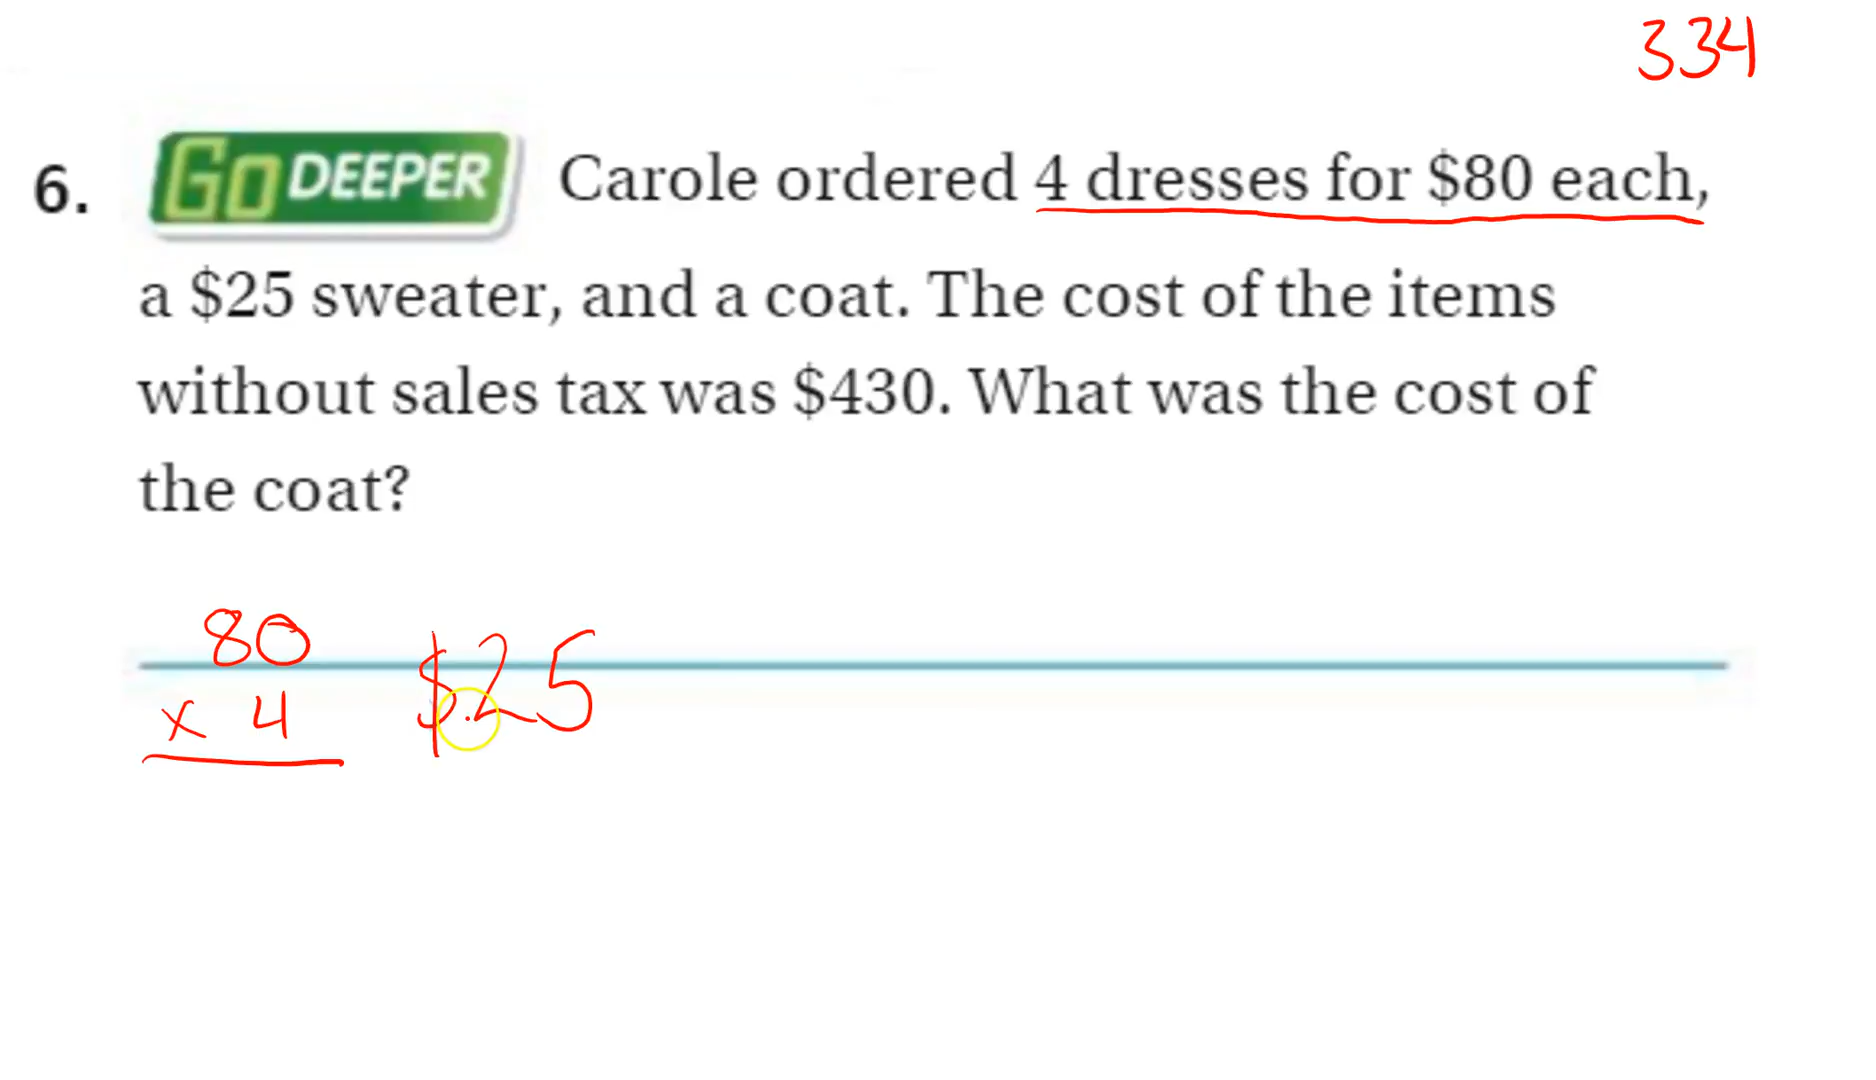 334
6. Go DEEPER Carole ordered 4 dresses for $80 each,
a $25 sweater, and a coat. The cost of the items
without sales tax was $430. What was the cost of
the coat?
80 $25
x 4